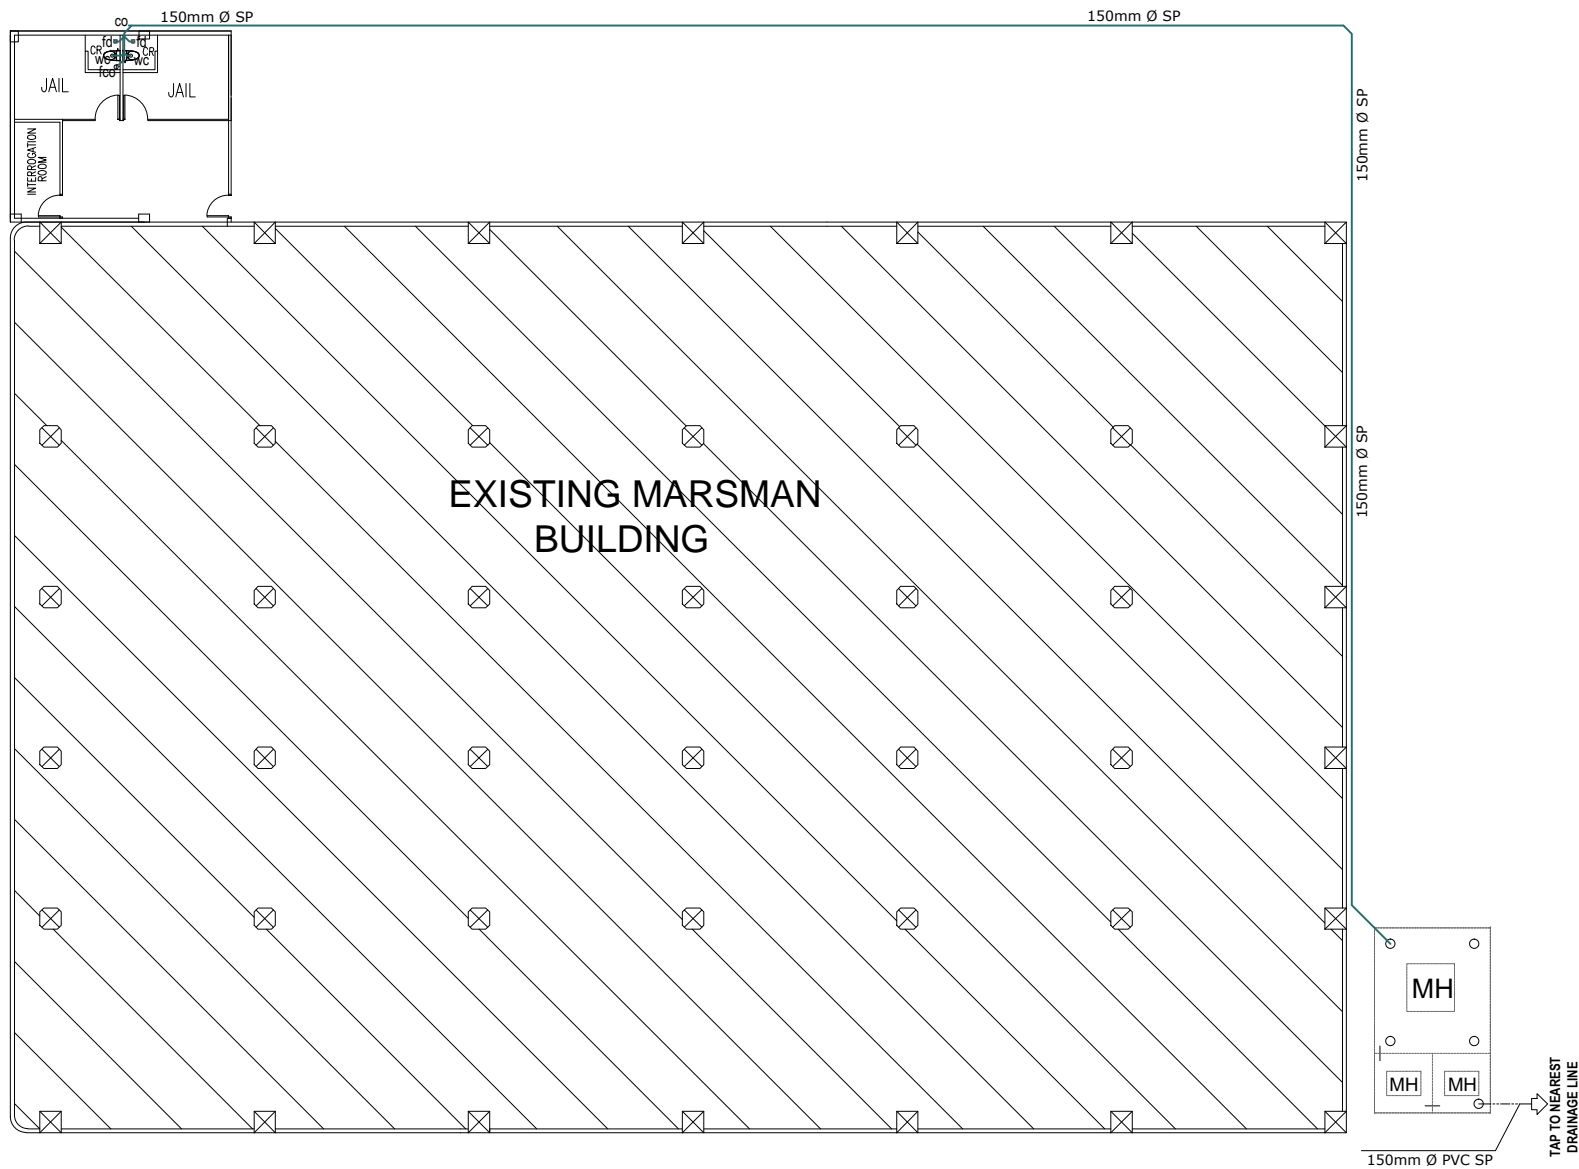 co
150mm Ø SP
150mm Ø SP
fd
fd
CR
CR
wc
wc
fco
JAIL
JAIL
150mm Ø SP
INTERROGATION
ROOM
150mm Ø SP
EXISTING MARSMAN
BUILDING
MH
MH
MH
TAP TO NEAREST
DRAINAGE LINE
150mm Ø PVC SP